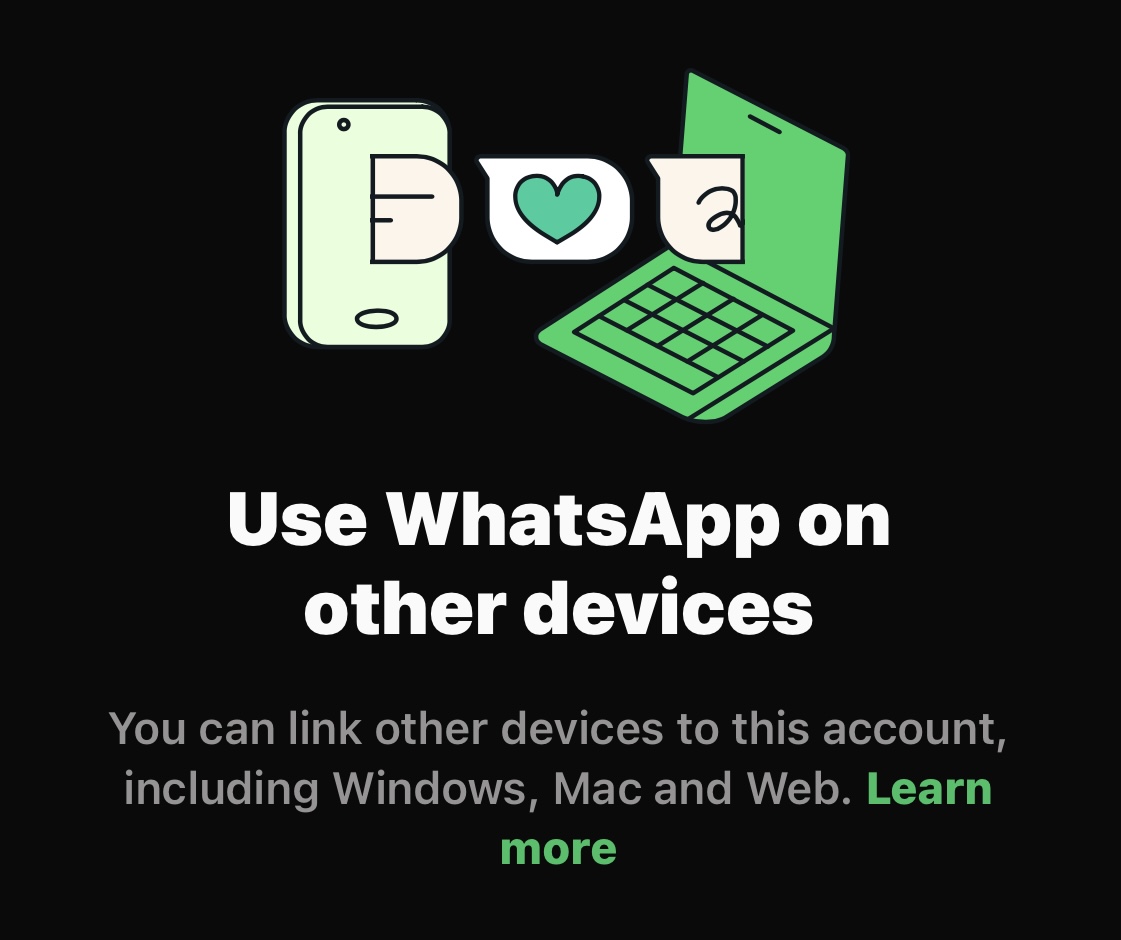 Use WhatsApp on
other devices
You can link other devices to this account,
including Windows, Mac and Web. Learn
more